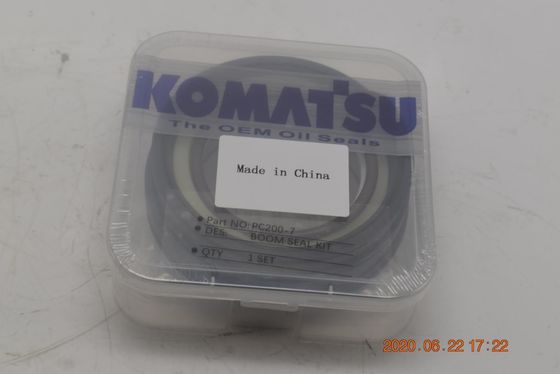 KOMATSU
The OEM Oil Seals
Made in China
● Part NO: PC200-7
● DES: BOOM SEAL KIT
● QTY 1 SET
2020.06.22 17:22